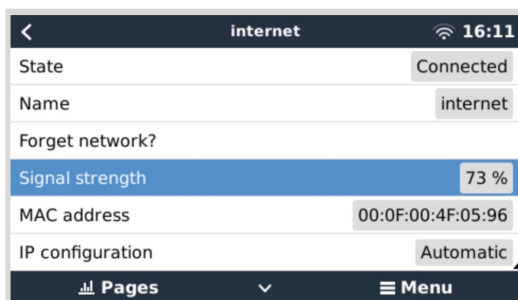 internet 16:11
State Connected
Name internet
Forget network?
Signal strength 73 %
MAC address 00:0F:00:4F:05:96
IP configuration Automatic
Pages Menu